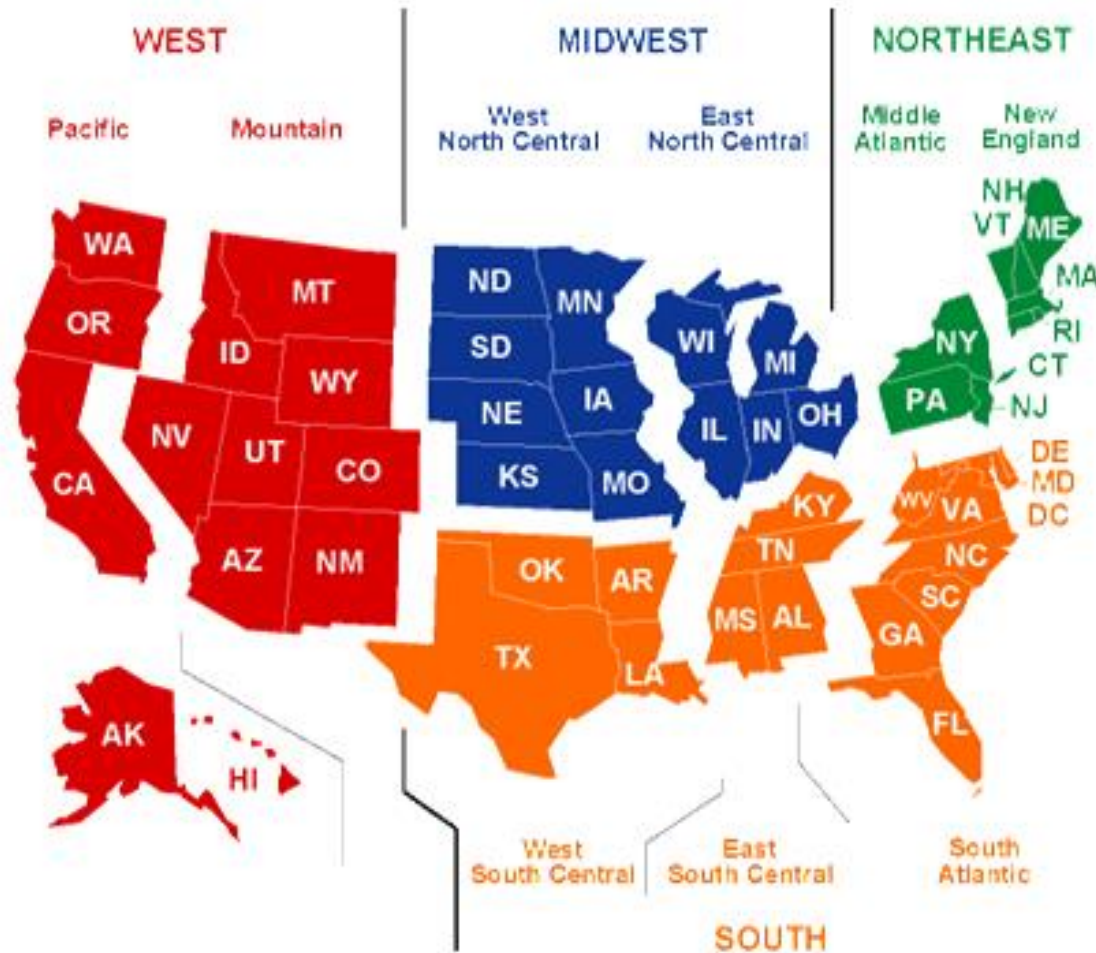 WEST
MIDWEST
NORTHEAST
Pacific
Mountain
West
North Central
East
North Central
Middle
Atlantic
New
England
NH
VT
ME
MA
RI
CT
NJ
NY
PA
WA
OR
CA
MT
ID
WY
NV
UT
CO
AZ
NM
AK
HI
ND
SD
NE
KS
MN
IA
MO
WI
MI
IL
IN
OH
DE
MD
DC
WV
VA
KY
TN
NC
SC
GA
FL
MS
AL
OK
AR
TX
LA
West
South Central
East
South Central
South
Atlantic
SOUTH